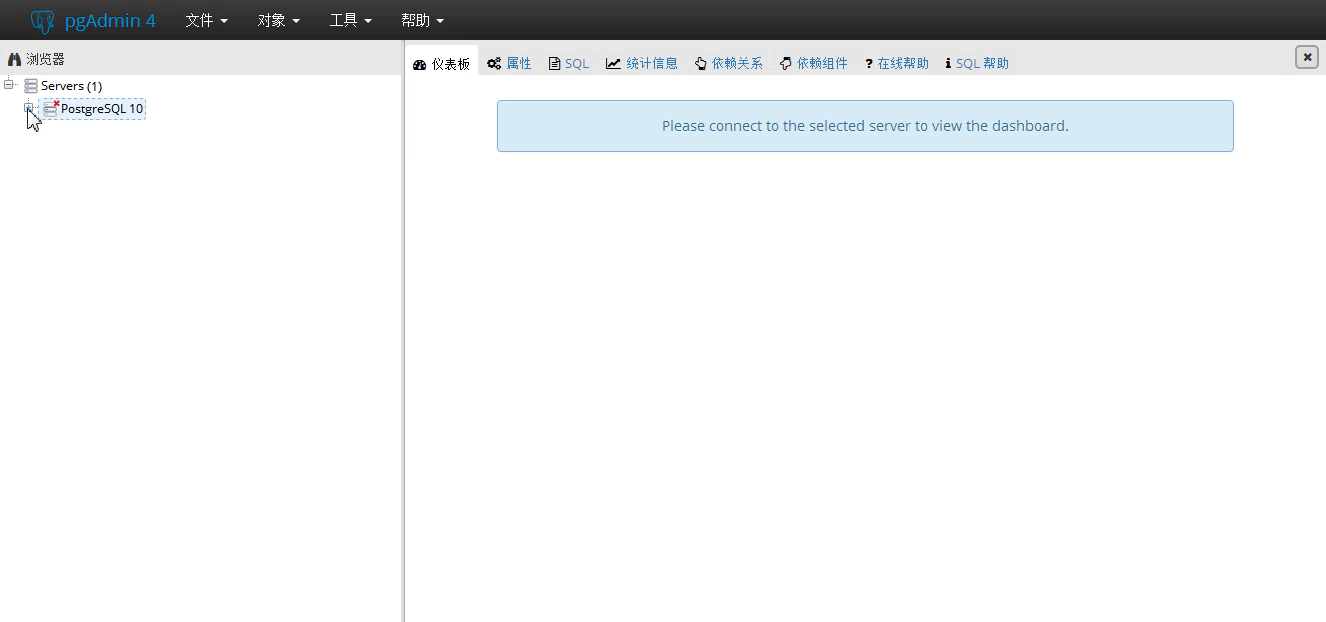 pgAdmin 4 文件 对象 工具 帮助
浏览器
仪表板 属性 SQL 统计信息 依赖关系 依赖组件 ? 在线帮助 SQL 帮助
Servers (1)
PostgreSQL 10
Please connect to the selected server to view the dashboard.